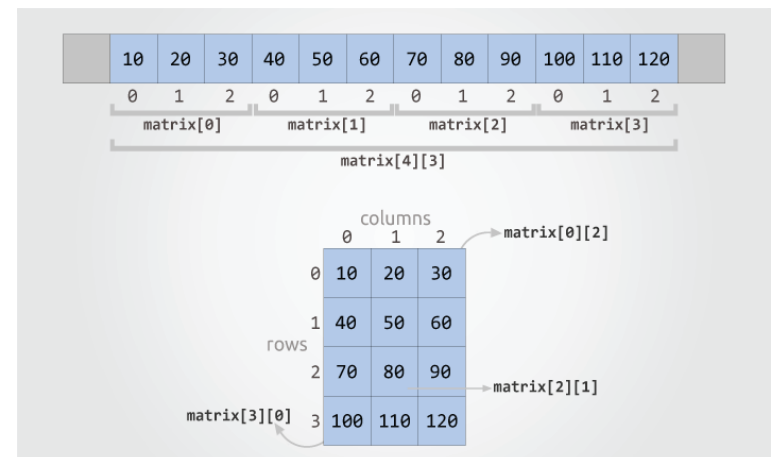 10 20 30 40 50 60 70 80 90 100 110 120
0 1 2 0 1 2 0 1 2 0 1 2
matrix[0] matrix[1] matrix[2] matrix[3]
matrix[4][3]
columns
0 1 2 matrix[0][2]
0 10 20 30
1 40 50 60
rows
2 70 80 90
matrix[2][1]
matrix[3][0] 3 100 110 120